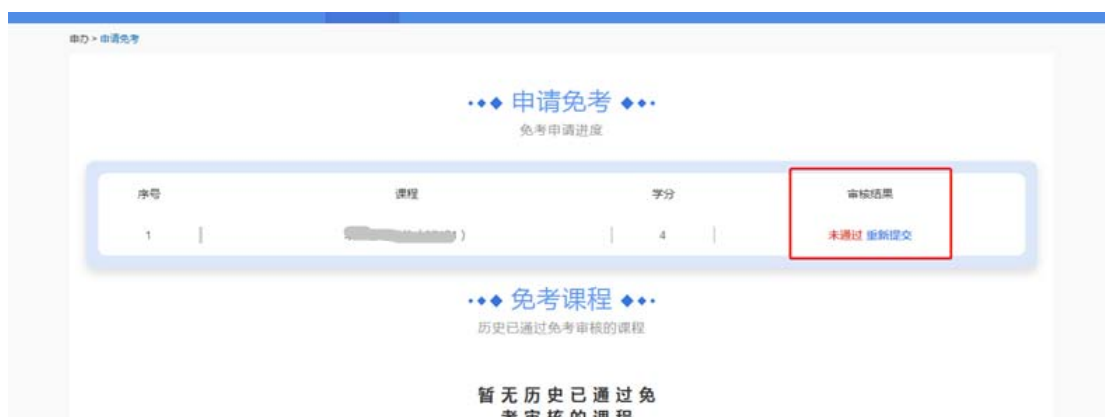 申办 > 申请免考
申请免考
免考申请进度
序号 课程 学分 审核结果
1 ) 4 未通过 重新提交
免考课程
历史已通过免考审核的课程
暂无历史已通过免
考审核的课程